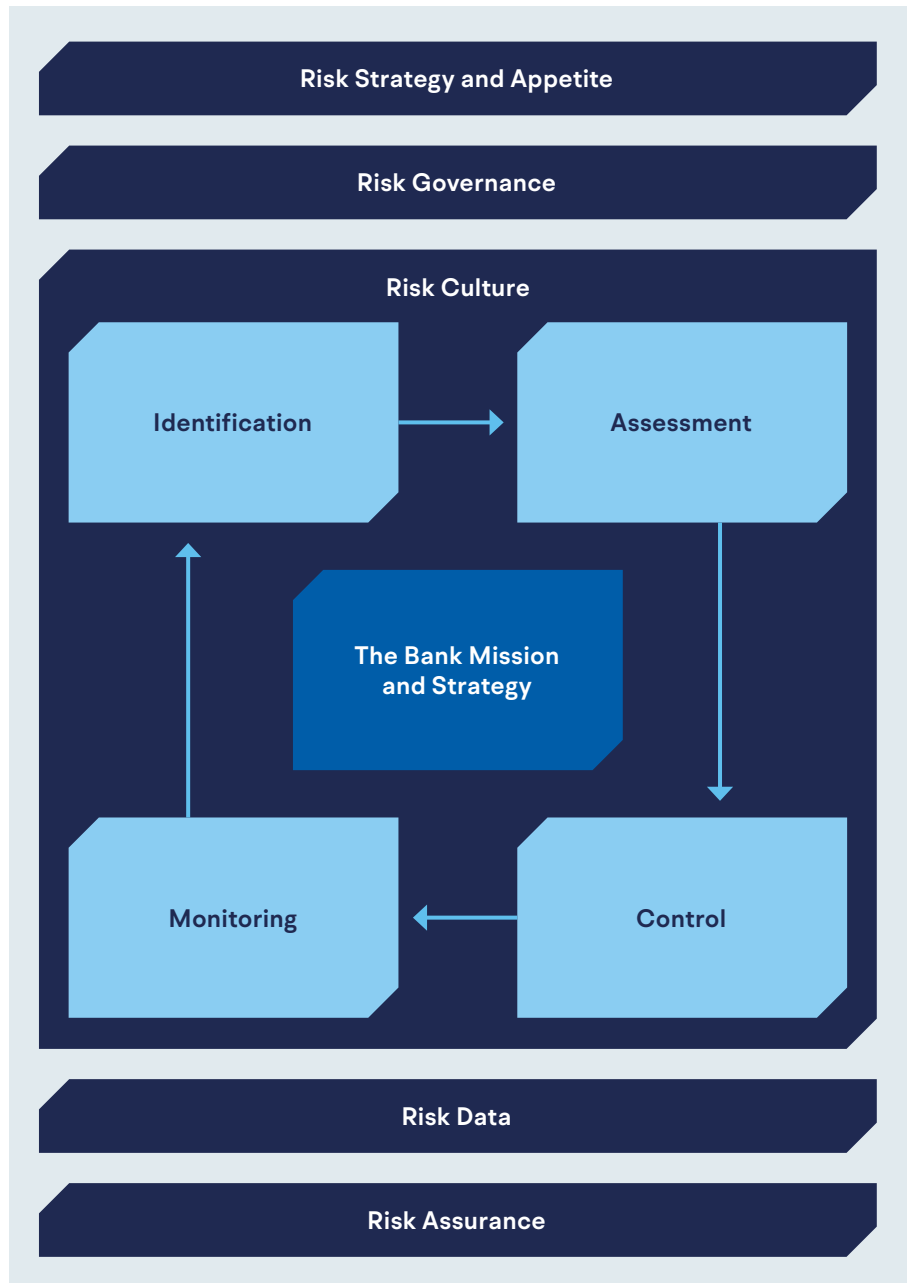 Risk Strategy and Appetite
Risk Governance
Risk Culture
Identification
Assessment
The Bank Mission
and Strategy
Monitoring
Control
Risk Data
Risk Assurance